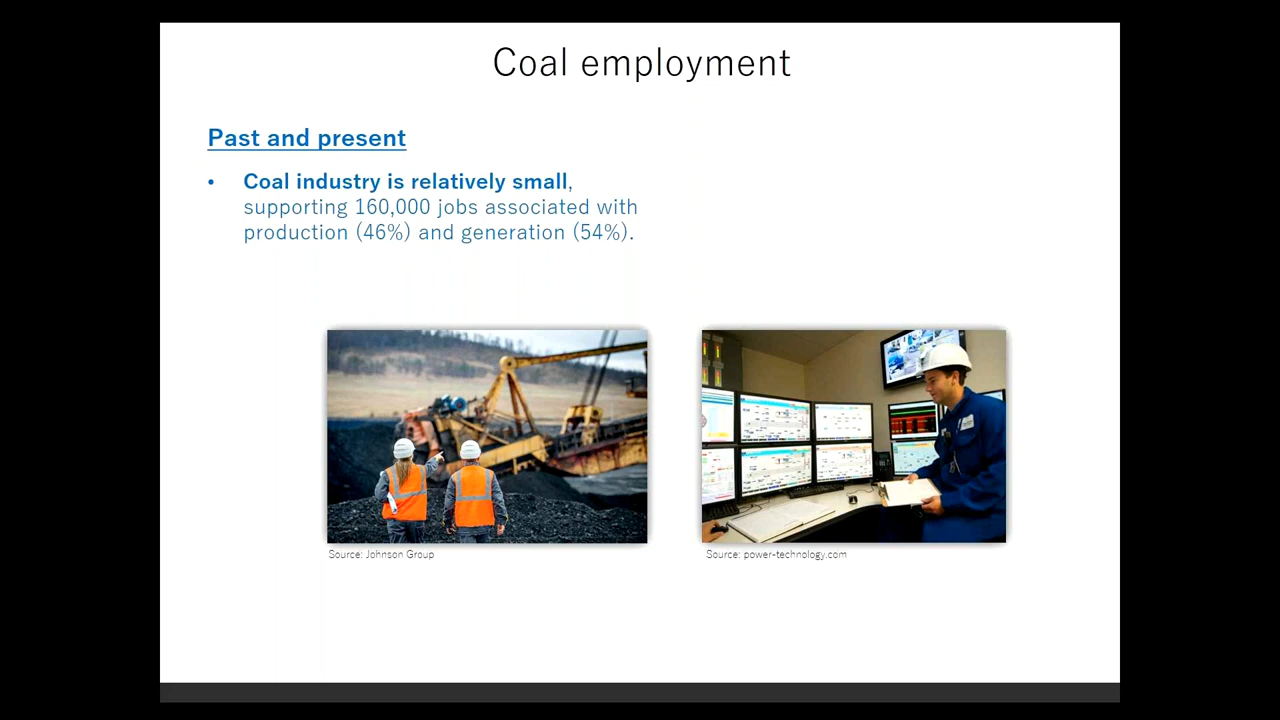 Coal employment
Past and present
• Coal industry is relatively small,
supporting 160,000 jobs associated with
production (46%) and generation (54%).
Source: Johnson Group
Source: power-technology.com